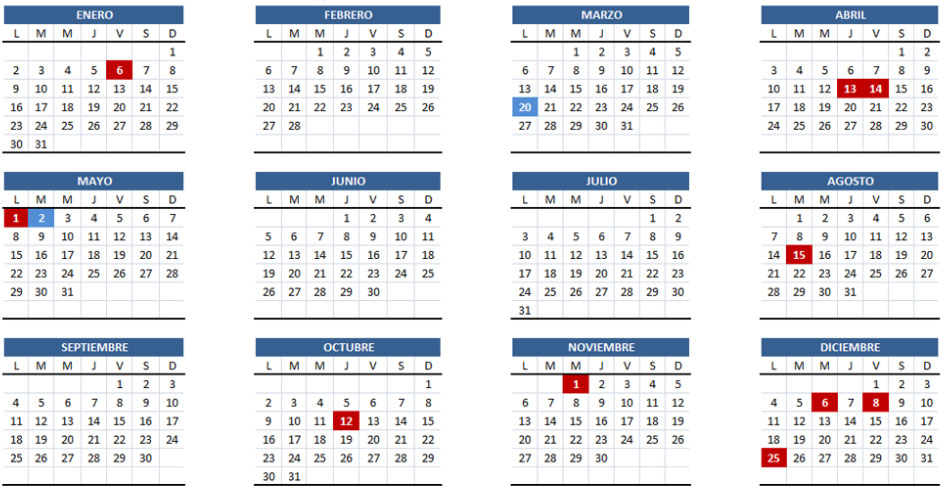 ENERO FEBRERO MARZO ABRIL
L M M J V S D L M M J V S D L M M J V S D L M M J V S D
1 1 2 3 4 5 1 2 3 4 5 1 2
2 3 4 5 6 7 8 6 7 8 9 10 11 12 6 7 8 9 10 11 12 3 4 5 6 7 8 9
9 10 11 12 13 14 15 13 14 15 16 17 18 19 13 14 15 16 17 18 19 10 11 12 13 14 15 16
16 17 18 19 20 21 22 20 21 22 23 24 25 26 20 21 22 23 24 25 26 17 18 19 20 21 22 23
23 24 25 26 27 28 29 27 28 27 28 29 30 31 24 25 26 27 28 29 30
30 31
MAYO JUNIO JULIO AGOSTO
L M M J V S D L M M J V S D L M M J V S D L M M J V S D
1 2 3 4 5 6 7 1 2 3 4 1 2 1 2 3 4 5 6
8 9 10 11 12 13 14 5 6 7 8 9 10 11 3 4 5 6 7 8 9 7 8 9 10 11 12 13
15 16 17 18 19 20 21 12 13 14 15 16 17 18 10 11 12 13 14 15 16 14 15 16 17 18 19 20
22 23 24 25 26 27 28 19 20 21 22 23 24 25 17 18 19 20 21 22 23 21 22 23 24 25 26 27
29 30 31 26 27 28 29 30 24 25 26 27 28 29 30 28 29 30 31
31
SEPTIEMBRE OCTUBRE NOVIEMBRE DICIEMBRE
L M M J V S D L M M J V S D L M M J V S D L M M J V S D
1 2 3 1 1 2 3 4 5 1 2 3
4 5 6 7 8 9 10 2 3 4 5 6 7 8 6 7 8 9 10 11 12 4 5 6 7 8 9 10
11 12 13 14 15 16 17 9 10 11 12 13 14 15 13 14 15 16 17 18 19 11 12 13 14 15 16 17
18 19 20 21 22 23 24 16 17 18 19 20 21 22 20 21 22 23 24 25 26 18 19 20 21 22 23 24
25 26 27 28 29 30 23 24 25 26 27 28 29 27 28 29 30 25 26 27 28 29 30 31
30 31